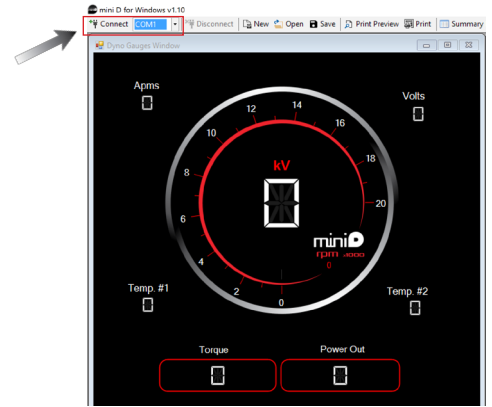 mini D for Windows v1.10
Connect COM1 Disconnect New Open Save Print Preview Print Summary
Dyno Gauges Window
Apms
0
Volts
0
12
14
10
16
kV
8
18
0
6
20
miniD
rpm x1000
0
4
2
0
Temp. #1
0
Temp. #2
0
Torque
0
Power Out
0